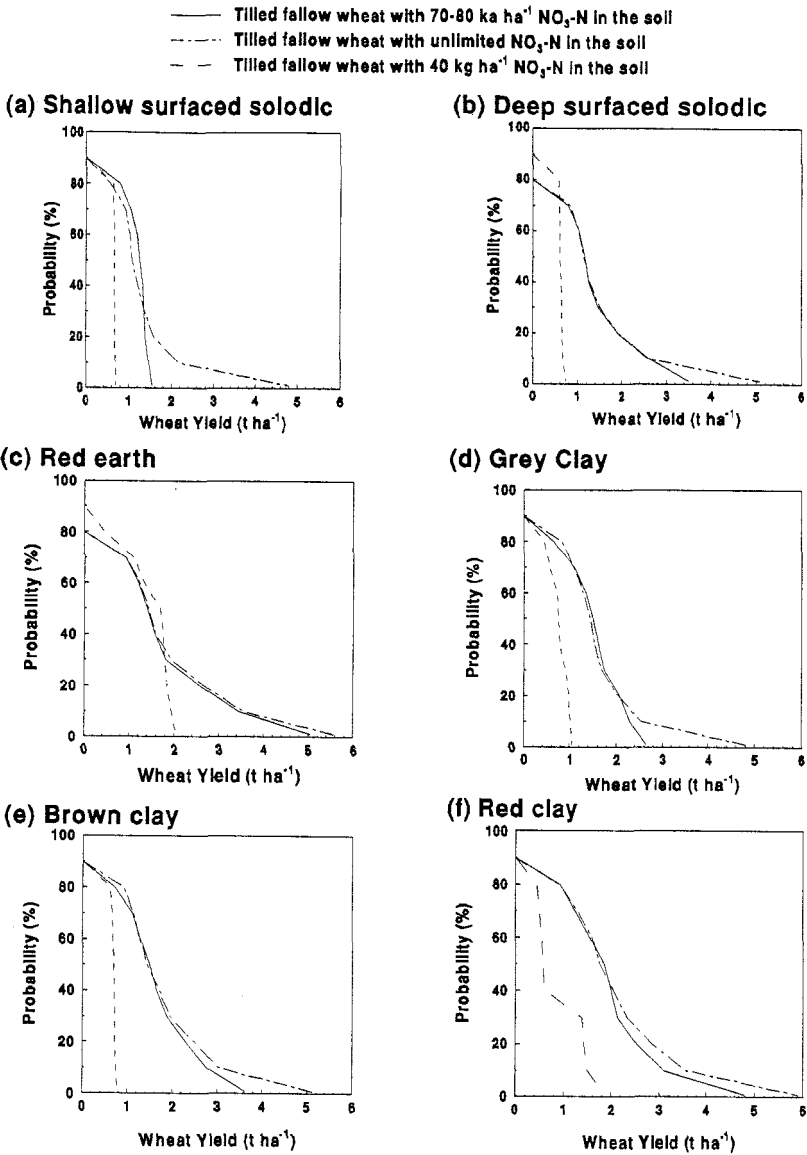 Tilled fallow wheat with 70-80 ka ha⁻¹ NO₃-N in the soil
Tilled fallow wheat with unlimited NO₃-N in the soil
Tilled fallow wheat with 40 kg ha⁻¹ NO₃-N in the soil
(a) Shallow surfaced solodic
100
80
60
40
20
0
Probability (%)
0 1 2 3 4 5 6
Wheat Yield (t ha⁻¹)
(b) Deep surfaced solodic
100
80
60
40
20
0
Probability (%)
0 1 2 3 4 5 6
Wheat Yield (t ha⁻¹)
(c) Red earth
100
80
60
40
20
0
Probability (%)
0 1 2 3 4 5 6
Wheat Yield (t ha⁻¹)
(d) Grey Clay
100
80
60
40
20
0
Probability (%)
0 1 2 3 4 5 6
Wheat Yield (t ha⁻¹)
(e) Brown clay
100
80
60
40
20
0
Probability (%)
0 1 2 3 4 5 6
Wheat Yield (t ha⁻¹)
(f) Red clay
100
80
60
40
20
0
Probability (%)
0 1 2 3 4 5 6
Wheat Yield (t ha⁻¹)